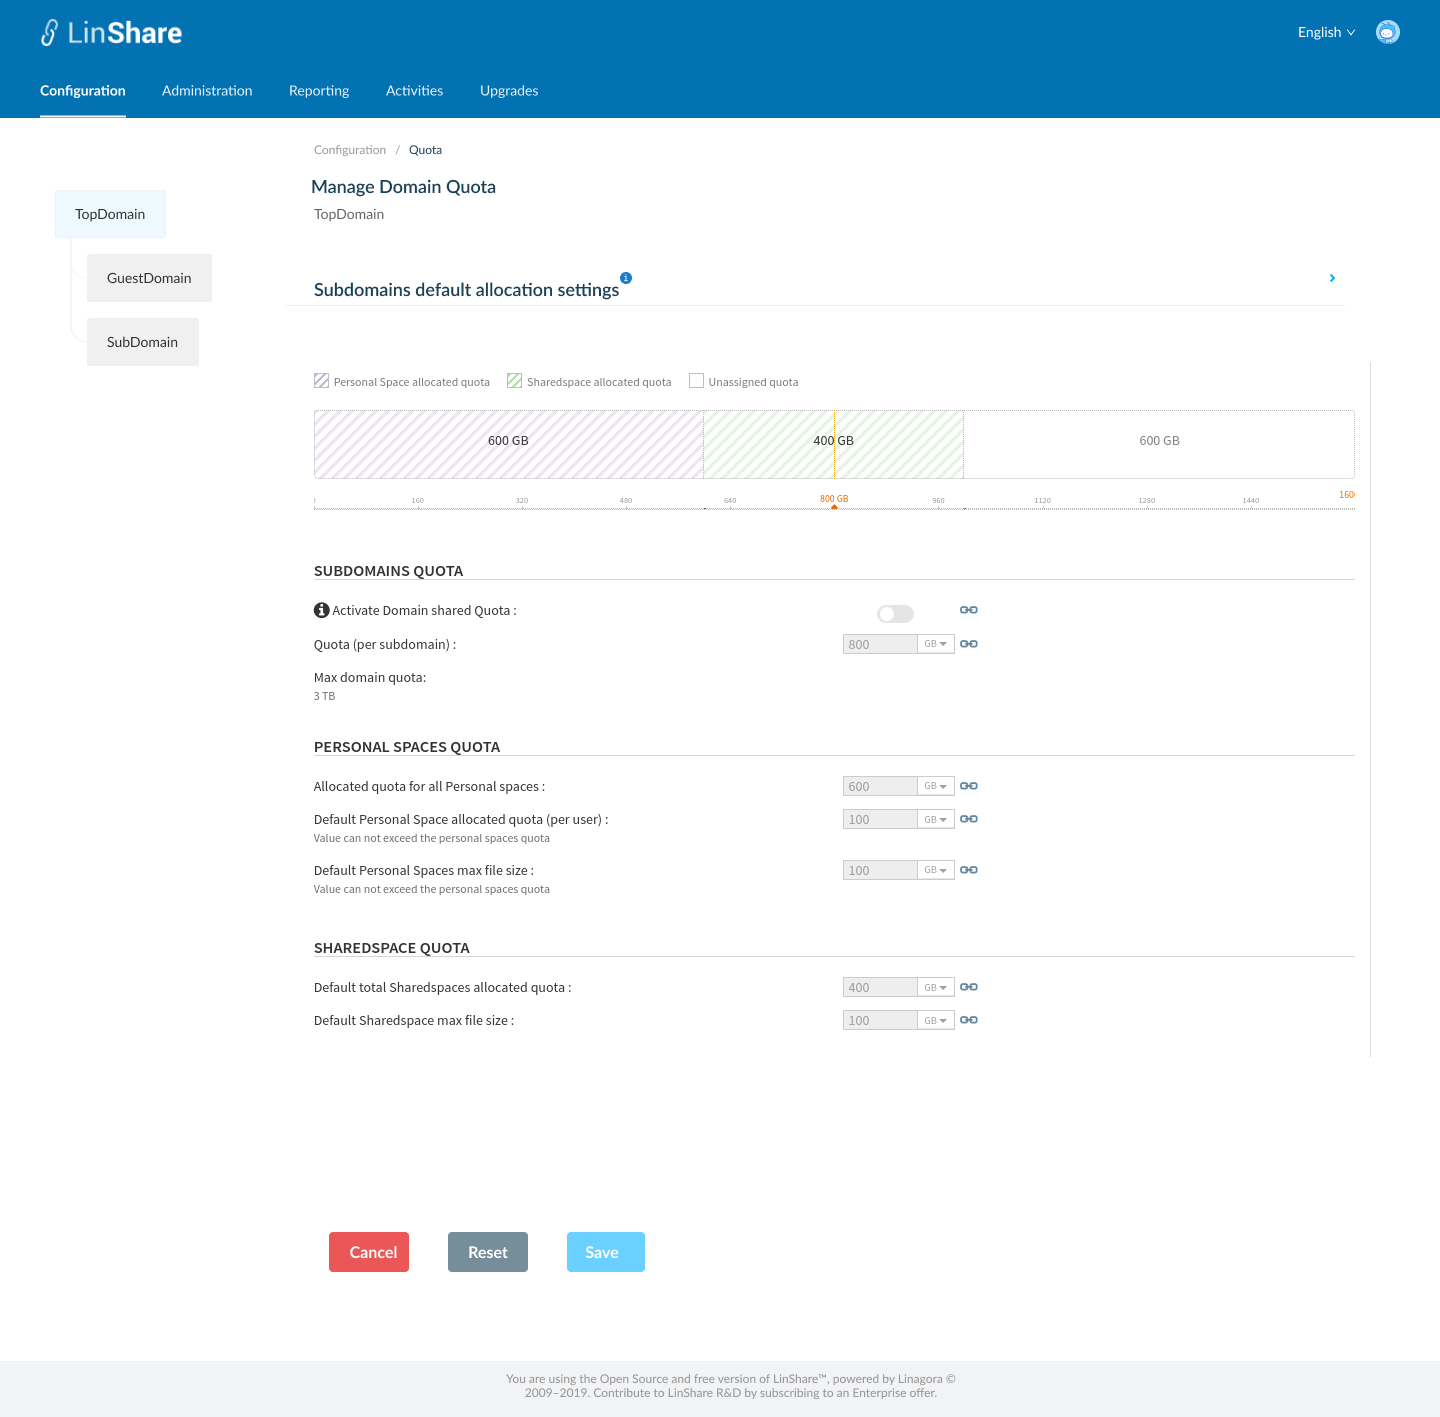 LinShare
English
Configuration Administration Reporting Activities Upgrades
Configuration / Quota
Manage Domain Quota
TopDomain
TopDomain
GuestDomain
SubDomain
Subdomains default allocation settings
Personal Space allocated quota Sharedspace allocated quota Unassigned quota
600 GB 400 GB 600 GB
160 320 480 640 800 GB 960 1120 1280 1440
SUBDOMAINS QUOTA
Activate Domain shared Quota :
Quota (per subdomain) : 800 GB
Max domain quota:
3 TB
PERSONAL SPACES QUOTA
Allocated quota for all Personal spaces : 600 GB
Default Personal Space allocated quota (per user) : 100 GB
Value can not exceed the personal spaces quota
Default Personal Spaces max file size : 100 GB
Value can not exceed the personal spaces quota
SHAREDSPACE QUOTA
Default total Sharedspaces allocated quota : 400 GB
Default Sharedspace max file size : 100 GB
Cancel Reset Save
You are using the Open Source and free version of LinShare™, powered by Linagora ©
2009–2019. Contribute to LinShare R&D by subscribing to an Enterprise offer.